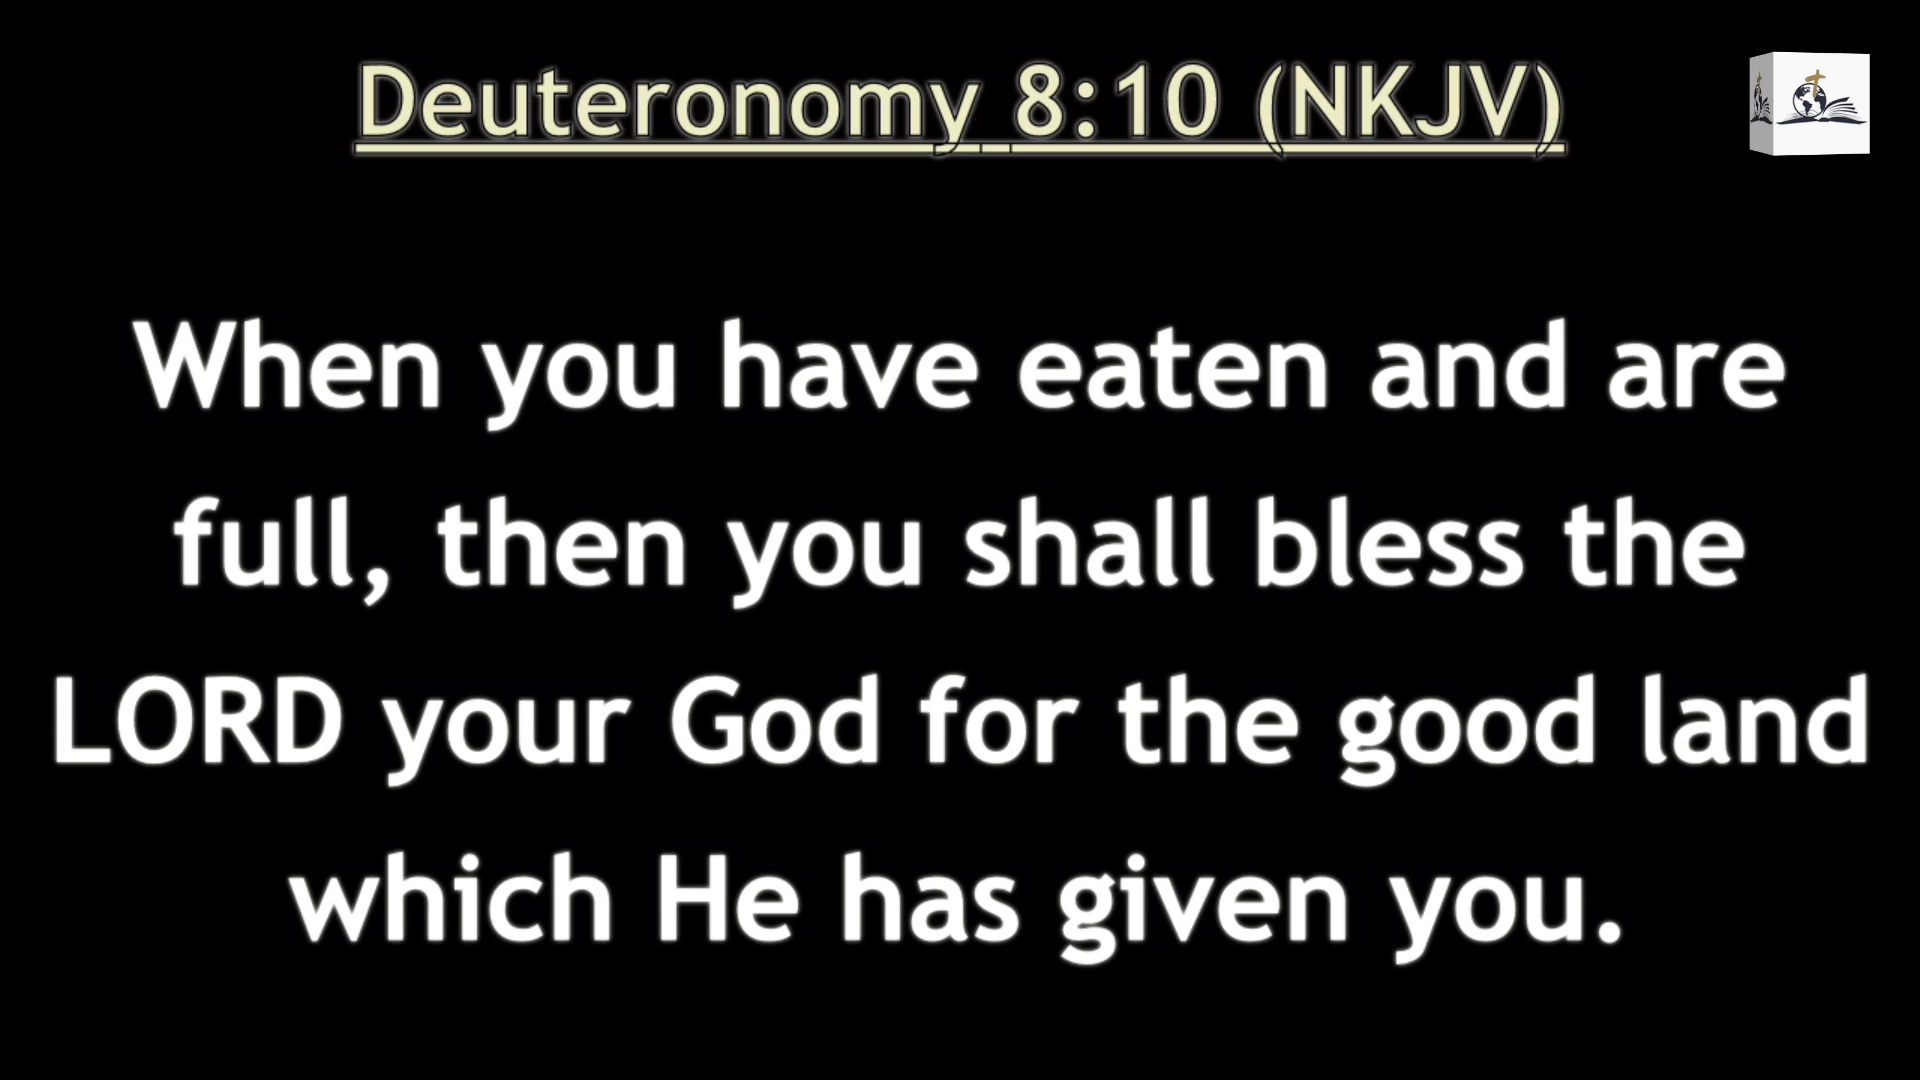 Deuteronomy 8:10 (NKJV)
When you have eaten and are
full, then you shall bless the
LORD your God for the good land
which He has given you.